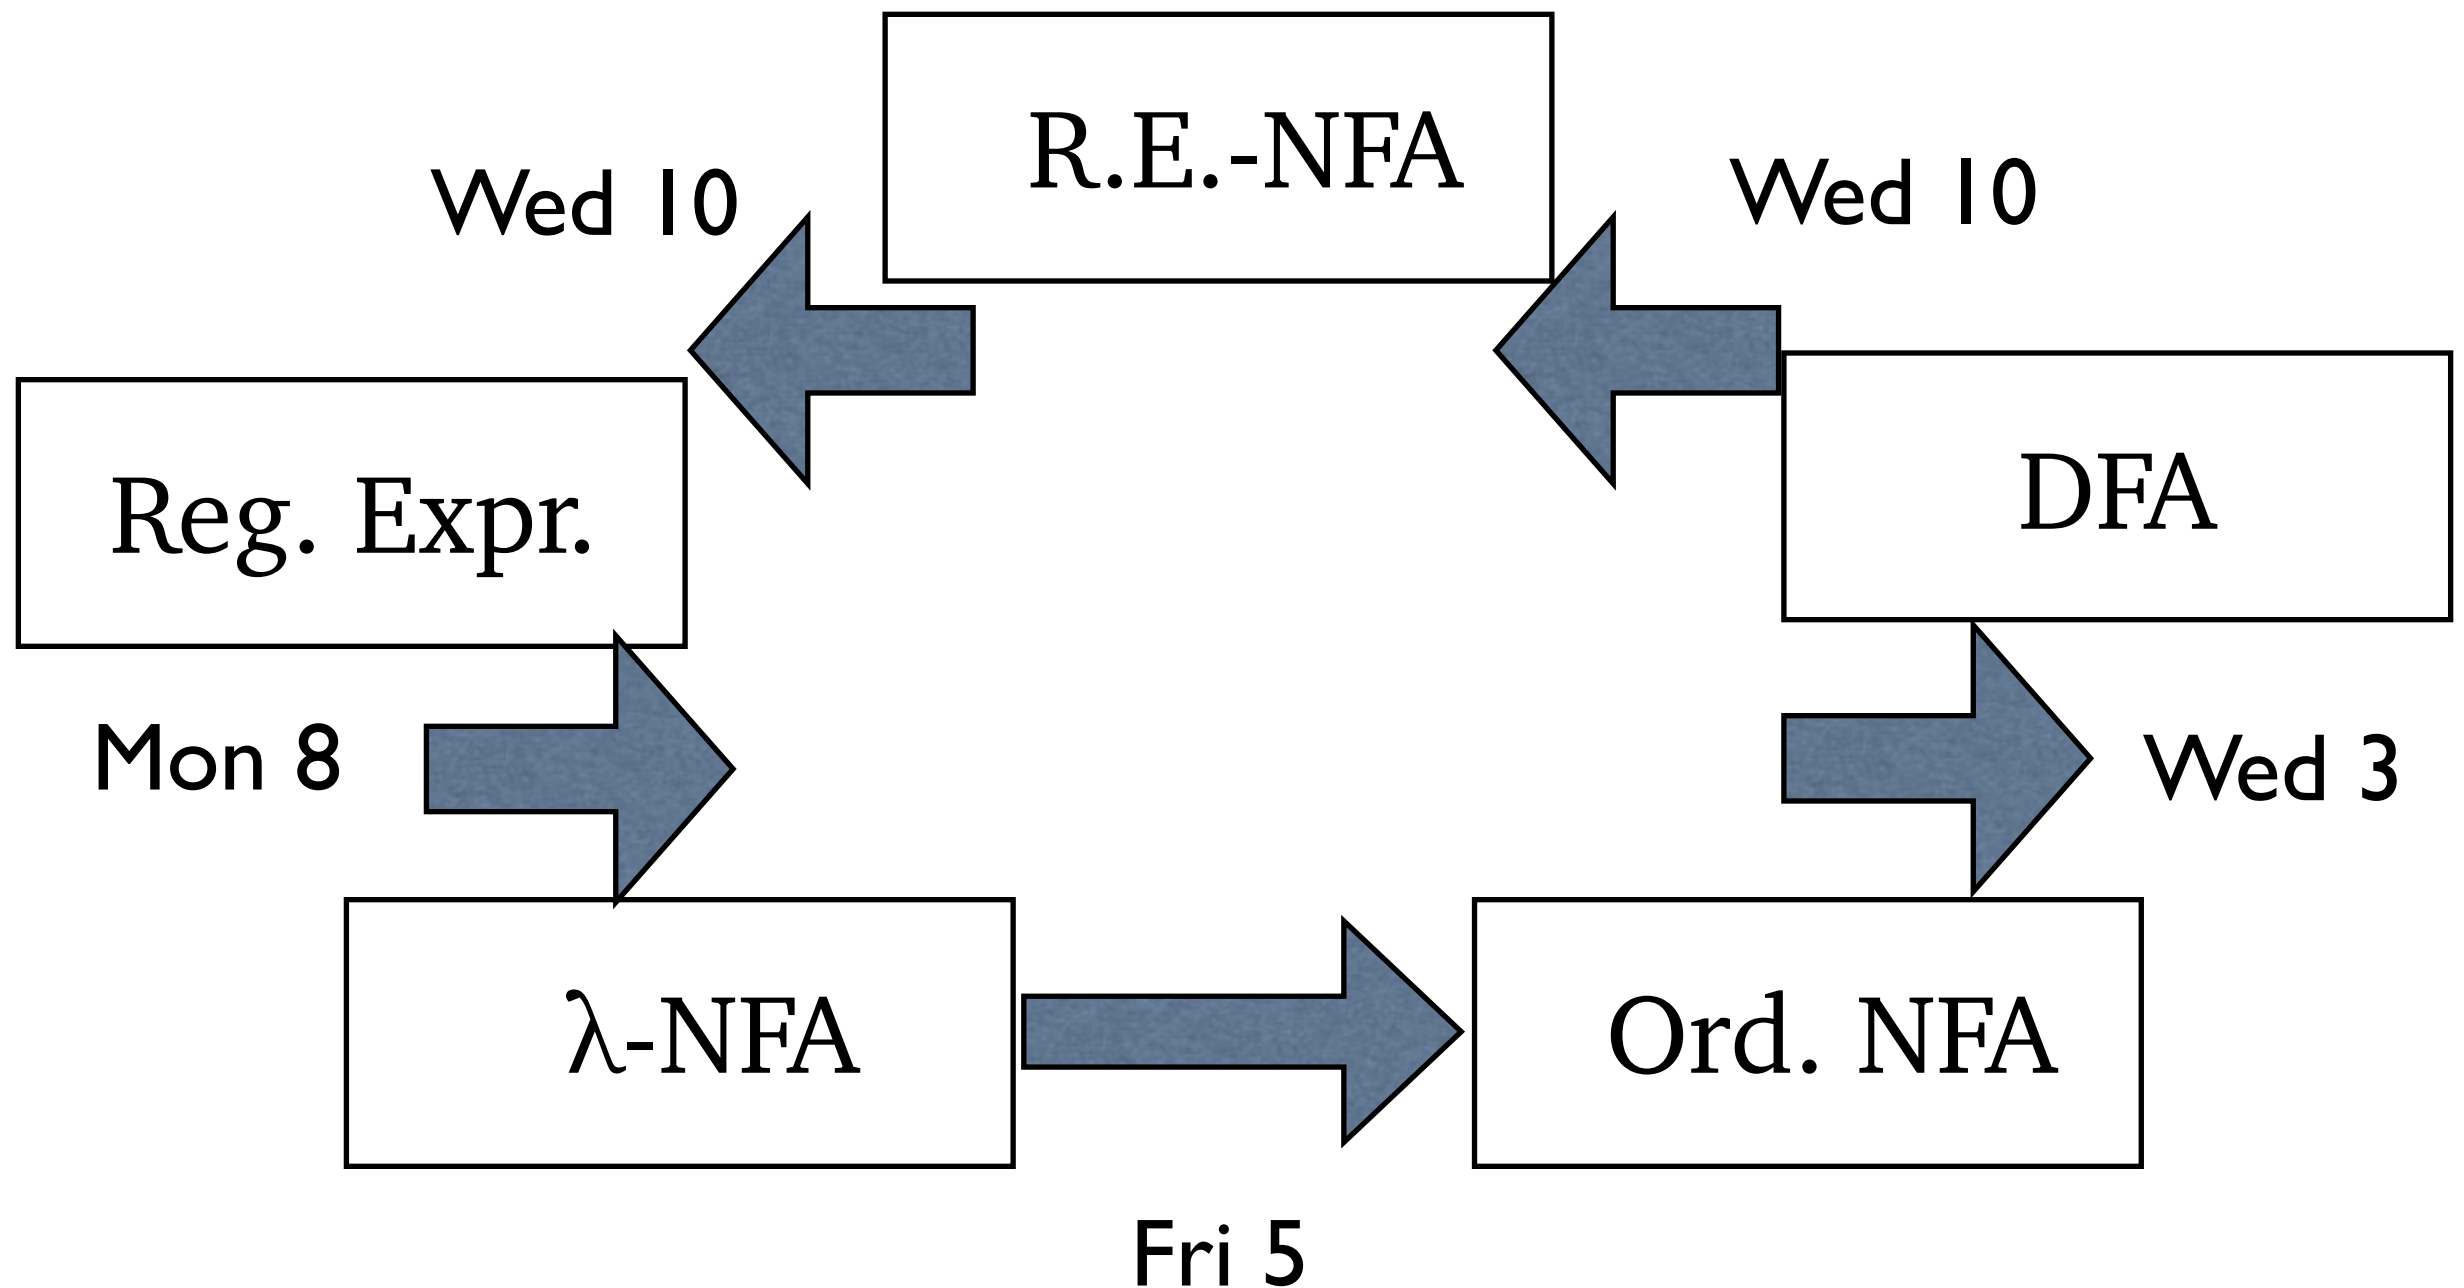 R.E.-NFA
Wed 10
Wed 10
Reg. Expr.
DFA
Mon 8
Wed 3
λ-NFA
Ord. NFA
Fri 5